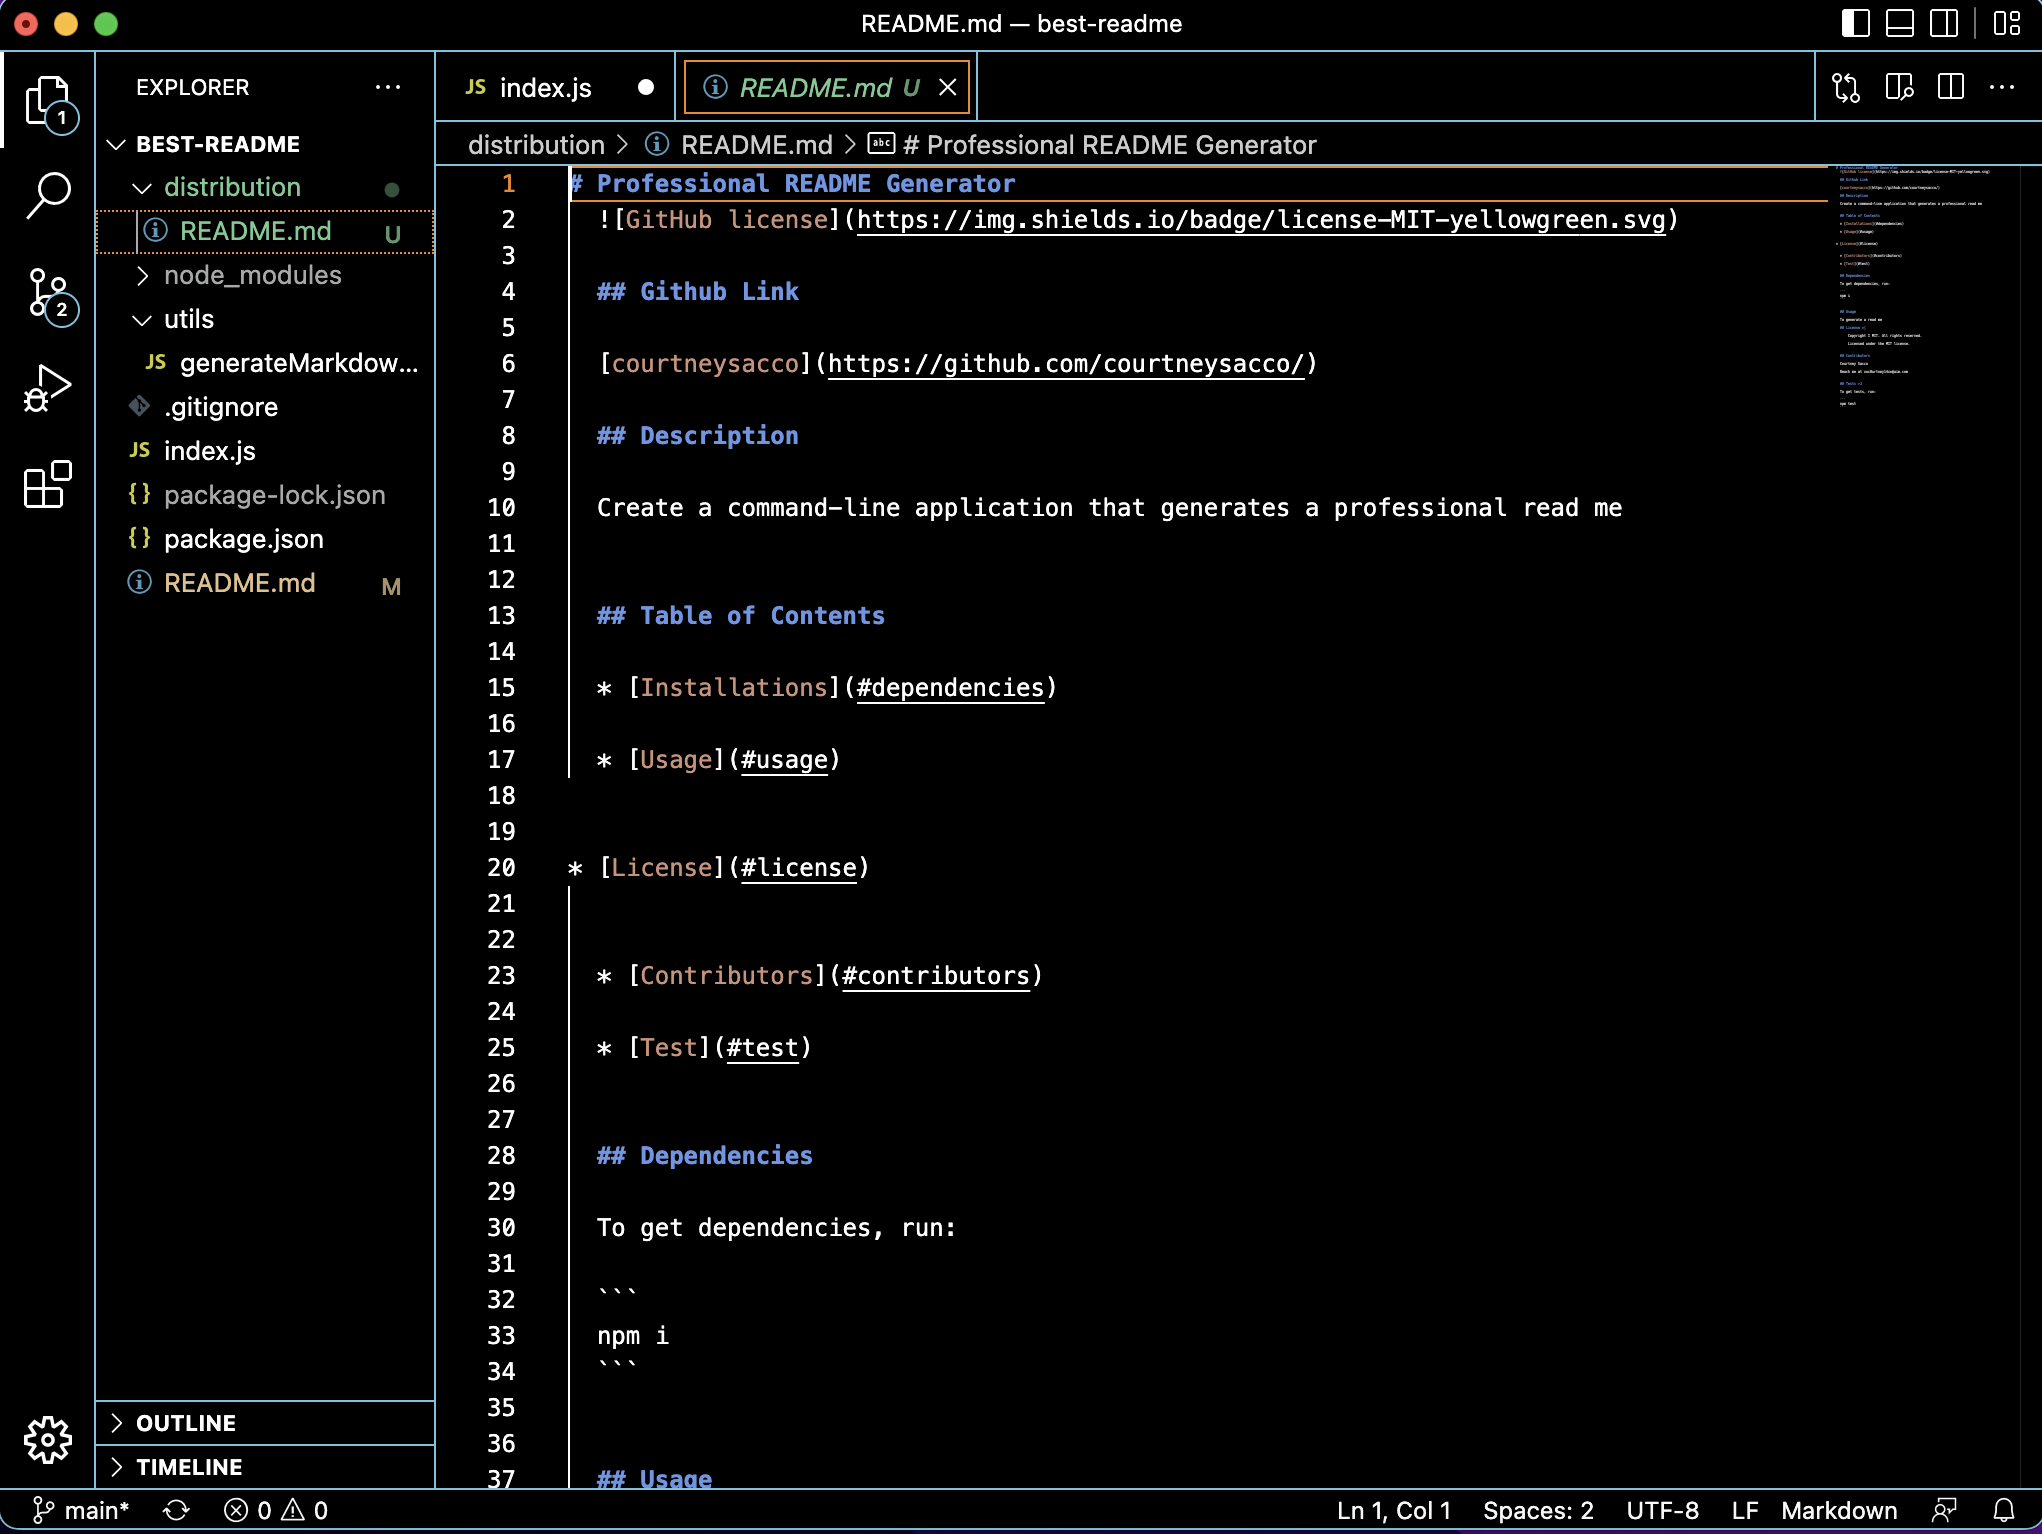 README.md — best-readme
EXPLORER
1
BEST-README
distribution
README.md U
node_modules
utils
JS generateMarkdow...
.gitignore
JS index.js
{} package-lock.json
{} package.json
README.md M
2
OUTLINE
TIMELINE
JS index.js
README.md U
distribution > README.md > abc # Professional README Generator
1 # Professional README Generator
2 ![GitHub license](https://img.shields.io/badge/license-MIT-yellowgreen.svg)
3
4 ## Github Link
5
6 [courtneysacco](https://github.com/courtneysacco/)
7
8 ## Description
9
10 Create a command-line application that generates a professional read me
11
12
13 ## Table of Contents
14
15 * [Installations](#dependencies)
16
17 * [Usage](#usage)
18
19
20 * [License](#license)
21
22
23 * [Contributors](#contributors)
24
25 * [Test](#test)
26
27
28 ## Dependencies
29
30 To get dependencies, run:
31
32 ```
33 npm i
34 ```
35
36
37 ## Usage
main* 0 0
Ln 1, Col 1 Spaces: 2 UTF-8 LF Markdown